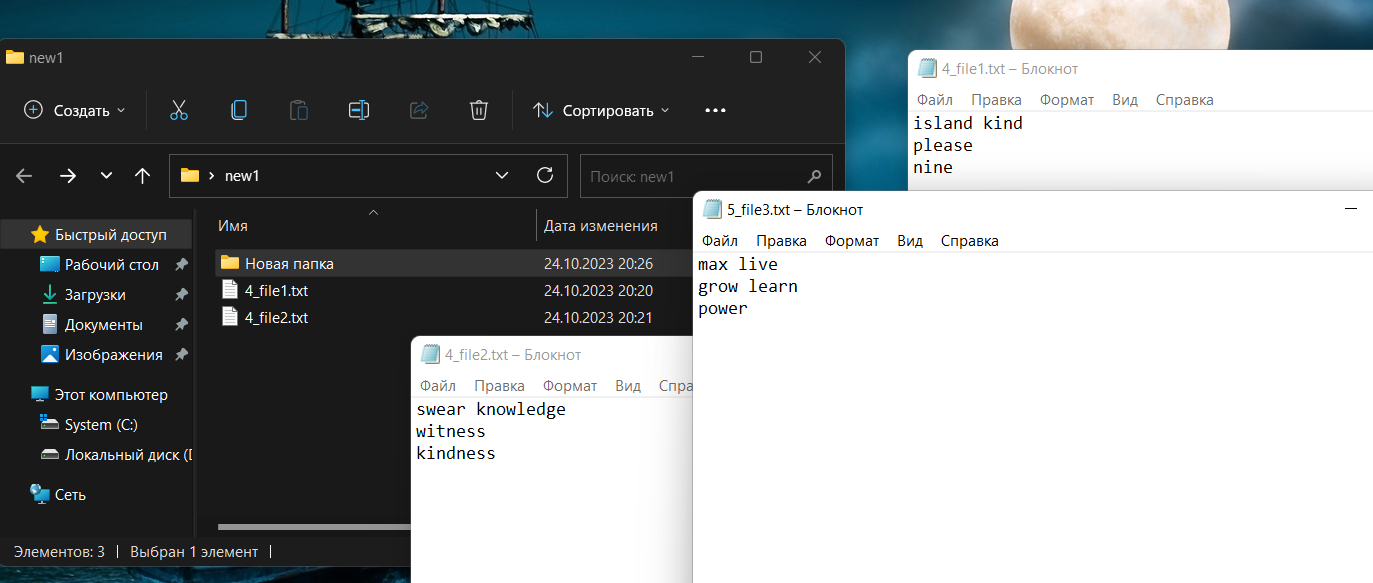 new1
Создать
Сортировать
new1
Поиск: new1
Имя
Дата изменения
Быстрый доступ
Рабочий стол
Загрузки
Документы
Изображения
Этот компьютер
System (C:)
Локальный диск (
Сеть
Новая папка 24.10.2023 20:26
4_file1.txt 24.10.2023 20:20
4_file2.txt 24.10.2023 20:21
Элементов: 3 Выбран 1 элемент
4_file1.txt – Блокнот
Файл Правка Формат Вид Справка
island kind
please
nine
5_file3.txt – Блокнот
Файл Правка Формат Вид Справка
max live
grow learn
power
4_file2.txt – Блокнот
Файл Правка Формат Вид Спра
swear knowledge
witness
kindness